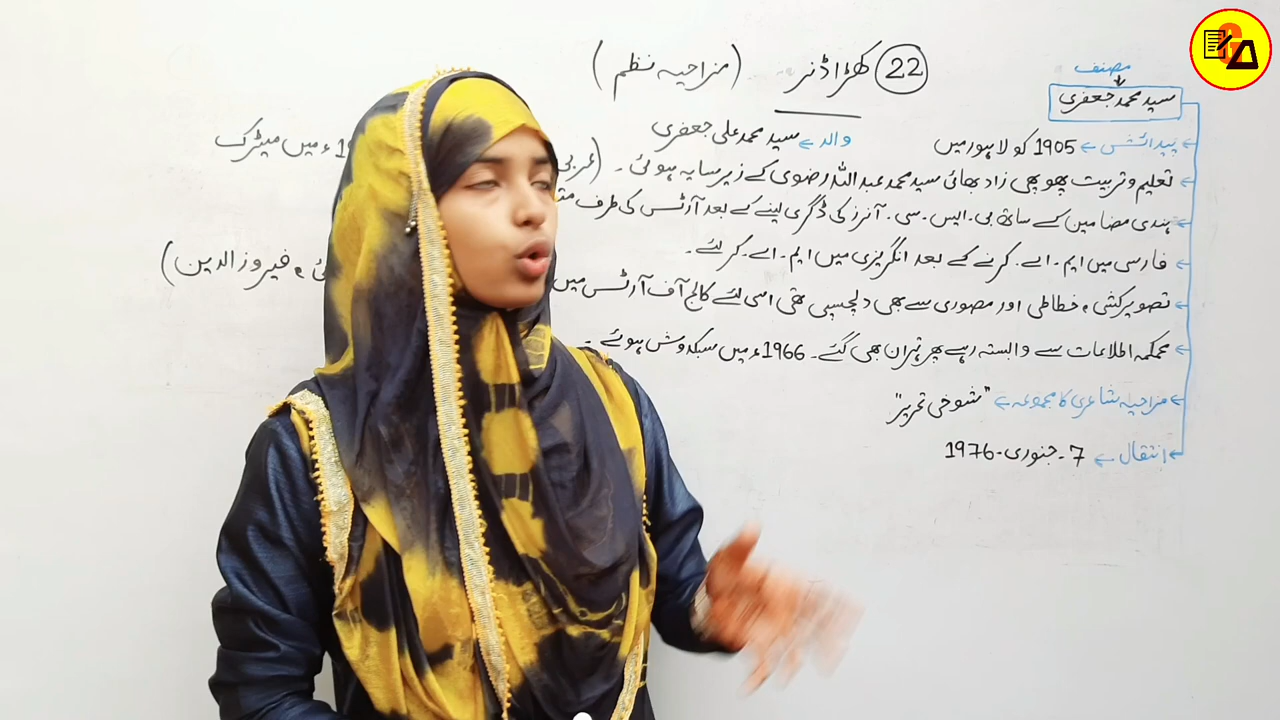 22 کھڑا ڈنر (مزاحیہ نظم)
مصنف
سید محمد جعفری
پیدائش ← 1905 کو لاہور میں
والد ← سید محمد علی جعفری
ء میں میٹرک
تعلیم و تربیت پھوپھی زاد بھائی سید محمد عبد اللہ رضوی کے زیر سایہ ہوئی ۔ (عربی
ہندی مضامین کے ساتھ بی۔ایس۔سی۔ آنرز کی ڈگری لینے کے بعد آرٹس کی طرف
فارسی میں ایم۔اے۔ کرنے کے بعد انگریزی میں ایم۔اے۔ کر لئے۔
فیروز الدین)
تصویر کشی، خطاطی اور مصوری سے بھی دلچسپی تھی اسی لئے کالج آف آرٹس میں
محکمہ اطلاعات سے وابستہ رہے پھر تہران بھی گئے۔ 1966ء میں سبکدوش ہوئے ۔
مزاحیہ شاعری کا مجموعہ ← "شوخیٔ تحریر"
انتقال ← 7۔جنوری۔1976